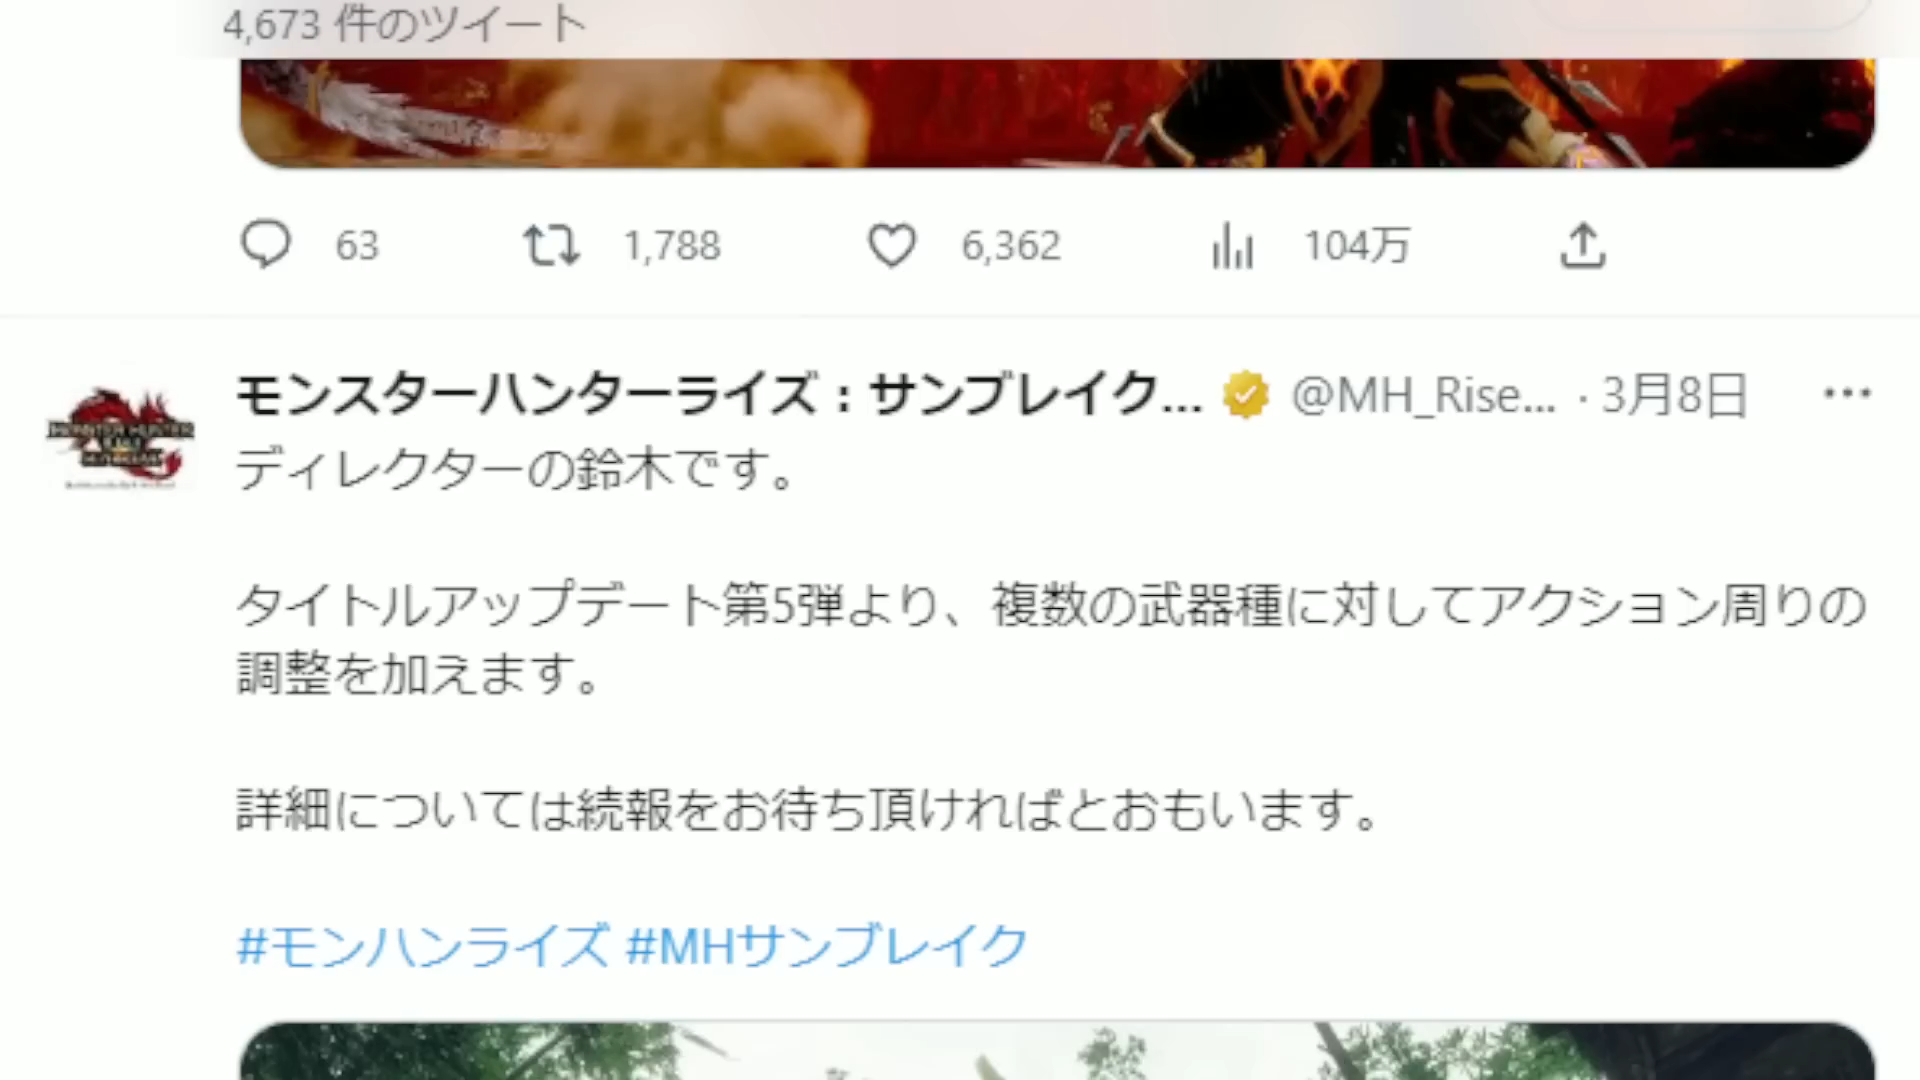 4,673 件のツイート
63 1,788 6,362 104万
モンスターハンターライズ：サンブレイク... @MH_Rise... · 3月8日
ディレクターの鈴木です。
タイトルアップデート第5弾より、複数の武器種に対してアクション周りの
調整を加えます。
詳細については続報をお待ち頂ければとおもいます。
#モンハンライズ #MHサンブレイク